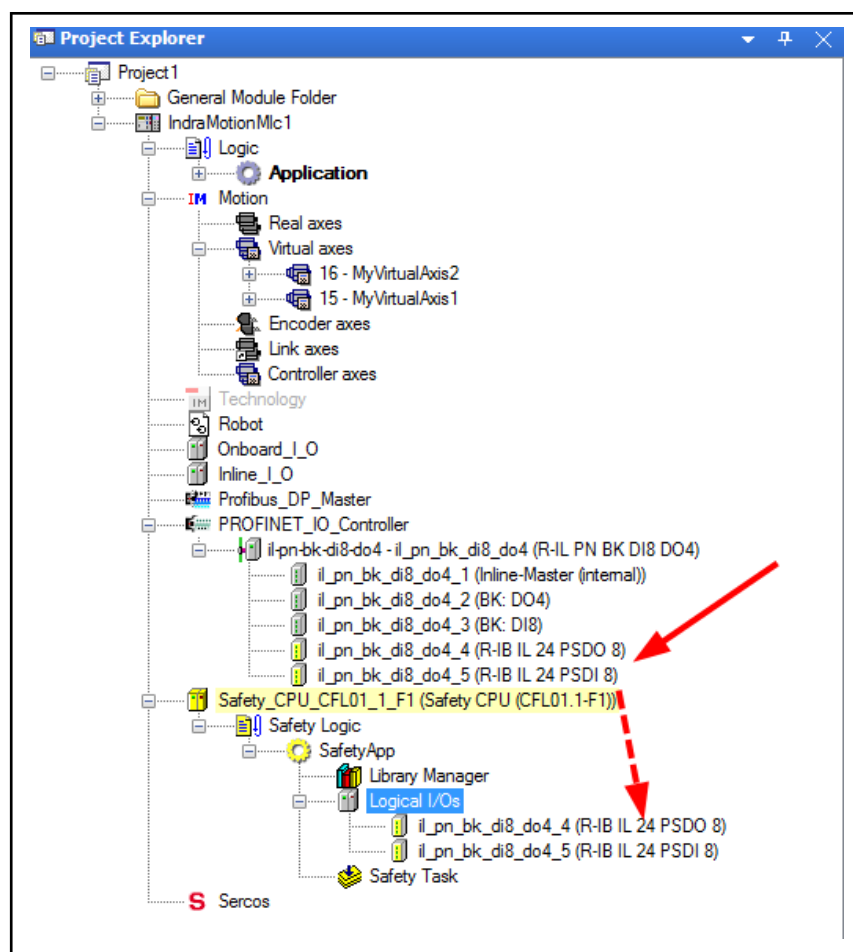 Project Explorer
Project1
General Module Folder
IndraMotionMlc1
Logic
Application
IM Motion
Real axes
Virtual axes
16 - MyVirtualAxis2
15 - MyVirtualAxis1
Encoder axes
Link axes
Controller axes
IM Technology
Robot
Onboard_I_O
Inline_I_O
Profibus_DP_Master
PROFINET_IO_Controller
il-pn-bk-di8-do4 - il_pn_bk_di8_do4 (R-IL PN BK DI8 DO4)
il_pn_bk_di8_do4_1 (Inline-Master (internal))
il_pn_bk_di8_do4_2 (BK: DO4)
il_pn_bk_di8_do4_3 (BK: DI8)
il_pn_bk_di8_do4_4 (R-IB IL 24 PSDO 8)
il_pn_bk_di8_do4_5 (R-IB IL 24 PSDI 8)
Safety_CPU_CFL01_1_F1 (Safety CPU (CFL01.1-F1))
Safety Logic
SafetyApp
Library Manager
Logical I/Os
il_pn_bk_di8_do4_4 (R-IB IL 24 PSDO 8)
il_pn_bk_di8_do4_5 (R-IB IL 24 PSDI 8)
Safety Task
S Sercos